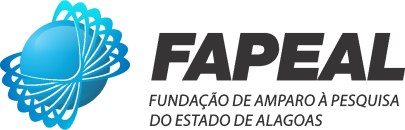 FAPEAL
FUNDAÇÃO DE AMPARO À PESQUISA
DO ESTADO DE ALAGOAS